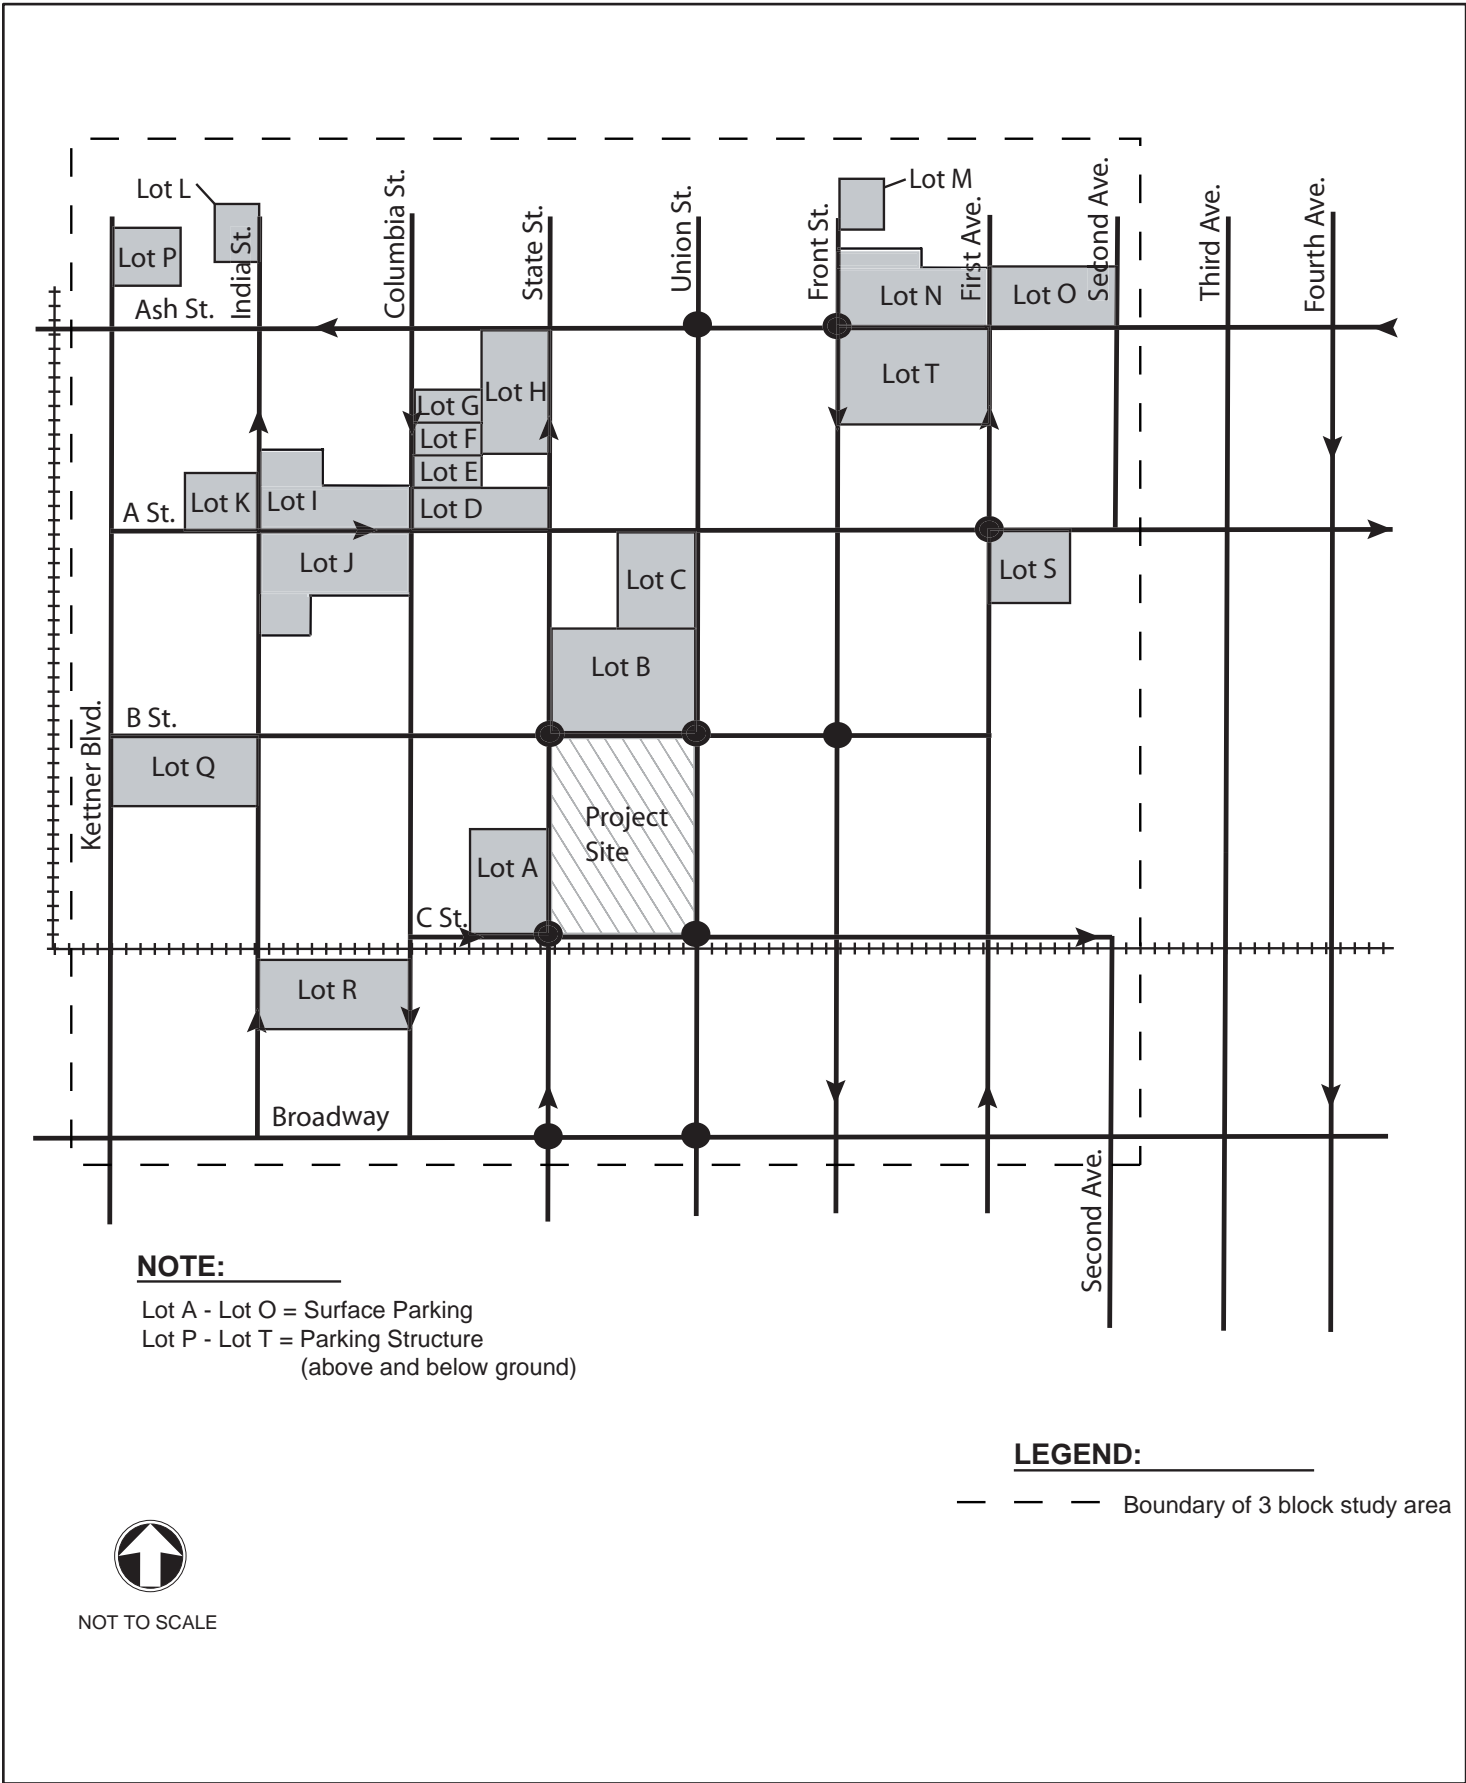 Lot L
Columbia St.
State St.
Union St.
Front St.
Lot M
First Ave.
Second Ave.
Third Ave.
Fourth Ave.
Lot P
India St.
Ash St.
Lot N
Lot O
Lot T
Lot H
Lot G
Lot F
Lot E
Lot D
Lot K
Lot I
A St.
Lot J
Lot C
Lot S
Lot B
B St.
Kettner Blvd.
Lot Q
Project
Site
Lot A
C St.
Lot R
Broadway
Second Ave.
NOTE:
Lot A - Lot O = Surface Parking
Lot P - Lot T = Parking Structure
(above and below ground)
LEGEND:
Boundary of 3 block study area
NOT TO SCALE